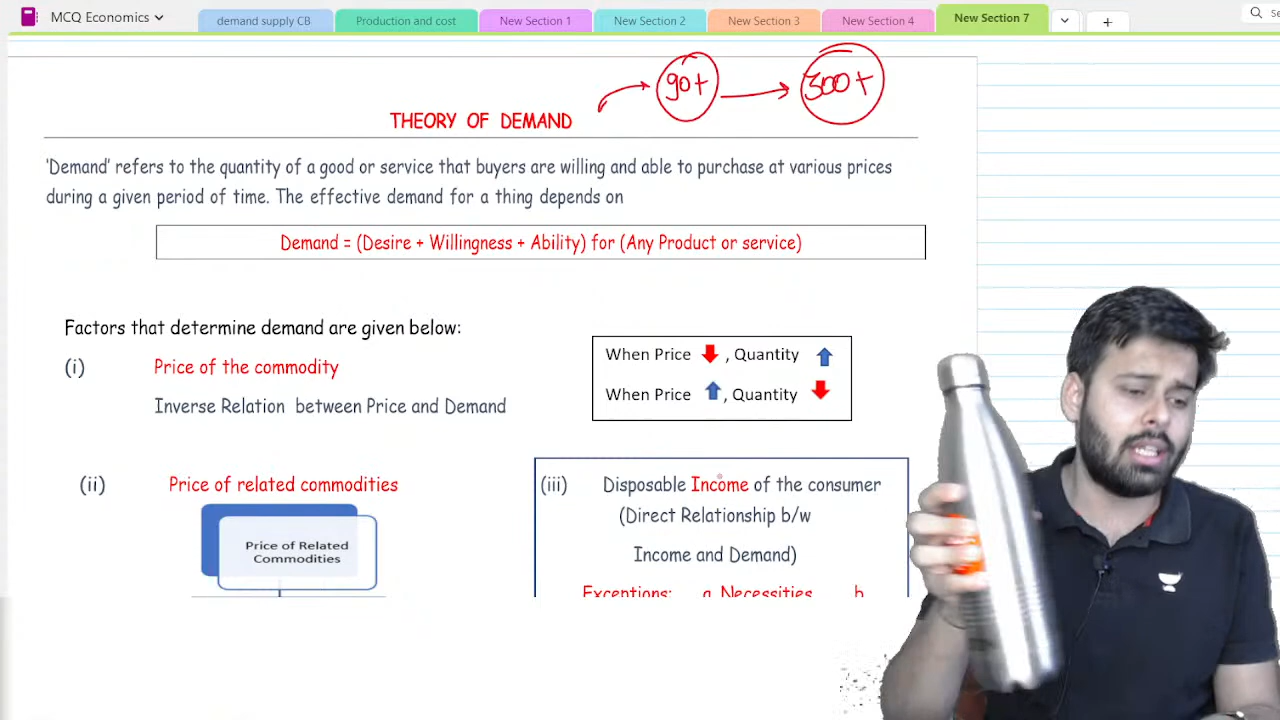 MCQ Economics
demand supply CB
Production and cost
New Section 1
New Section 2
New Section 3
New Section 4
New Section 7
90+
300+
THEORY OF DEMAND
'Demand' refers to the quantity of a good or service that buyers are willing and able to purchase at various prices
during a given period of time. The effective demand for a thing depends on
Demand = (Desire + Willingness + Ability) for (Any Product or service)
Factors that determine demand are given below:
(i) Price of the commodity
Inverse Relation between Price and Demand
When Price , Quantity
When Price , Quantity
(ii) Price of related commodities
Price of Related
Commodities
(iii) Disposable Income of the consumer
(Direct Relationship b/w
Income and Demand)
Exceptions: a. Necessities b